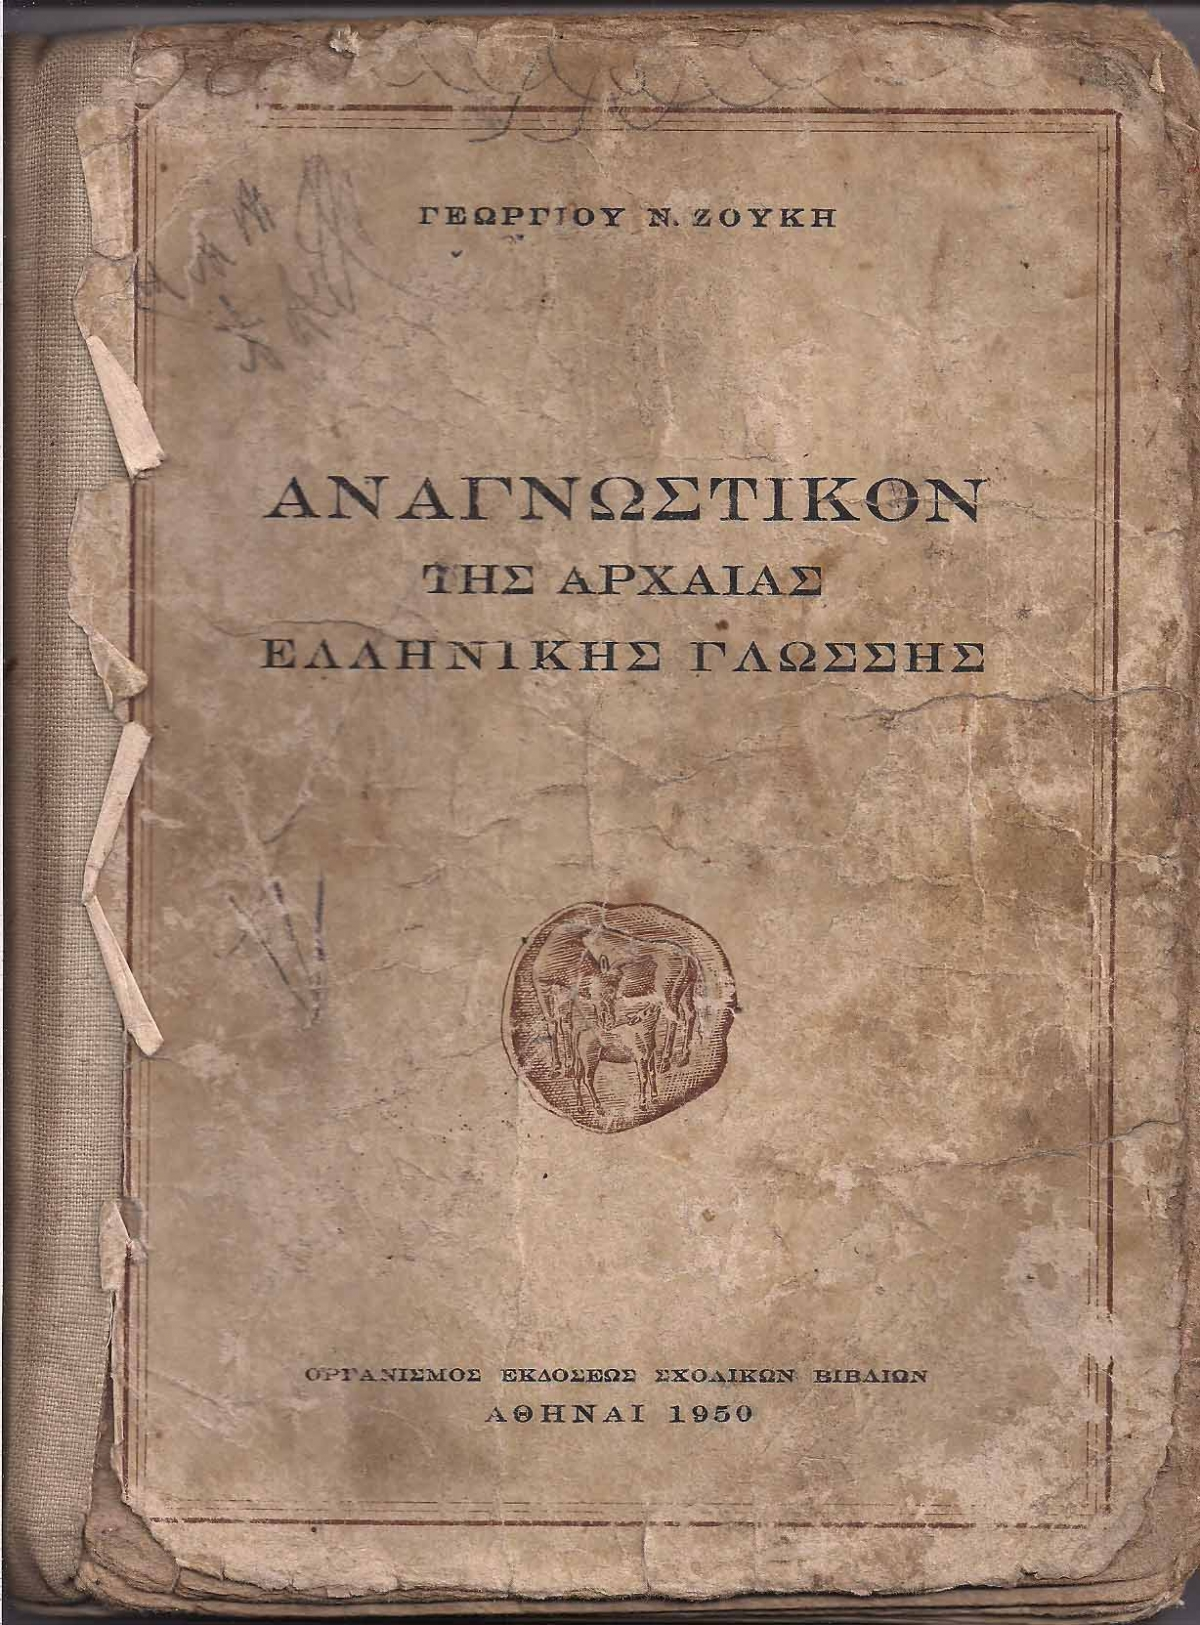 ΓΕΩΡΓΙΟΥ Ν. ΖΟΥΚΗ
ΑΝΑΓΝΩΣΤΙΚΟΝ
ΤΗΣ ΑΡΧΑΙΑΣ
ΕΛΛΗΝΙΚΗΣ ΓΛΩΣΣΗΣ
ΟΡΓΑΝΙΣΜΟΣ ΕΚΔΟΣΕΩΣ ΣΧΟΛΙΚΩΝ ΒΙΒΛΙΩΝ
ΑΘΗΝΑΙ 1950